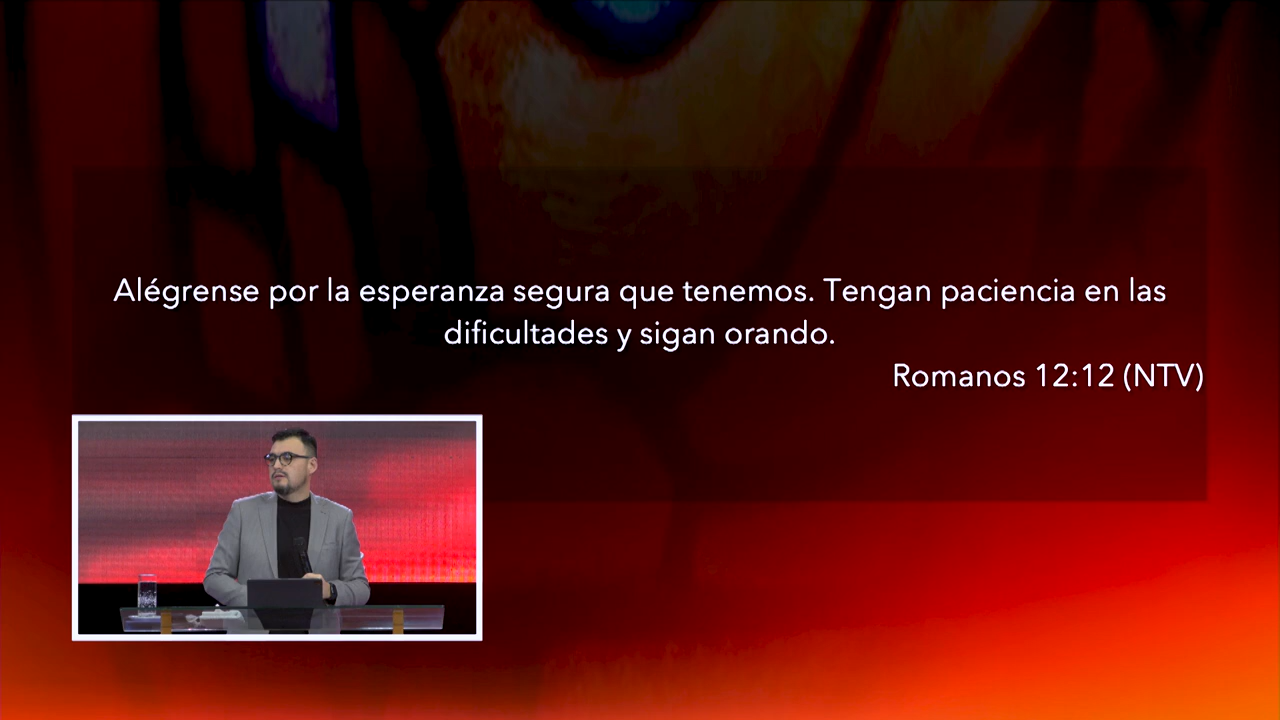 Alégrense por la esperanza segura que tenemos. Tengan paciencia en las
dificultades y sigan orando.
Romanos 12:12 (NTV)